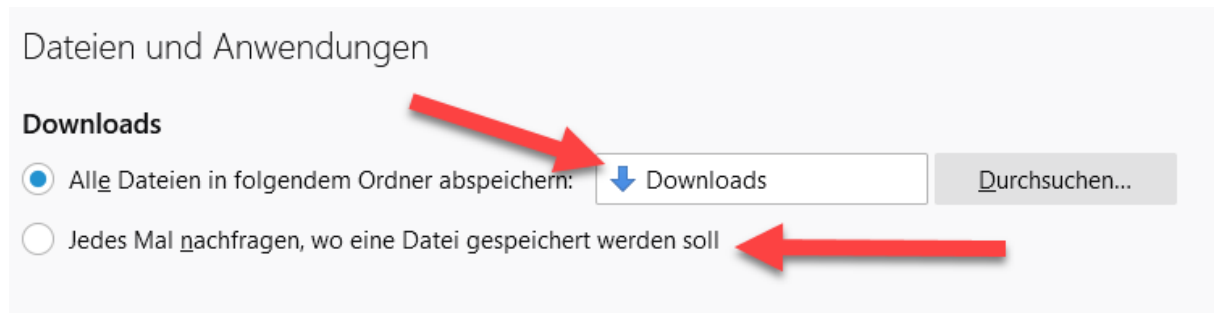 Dateien und Anwendungen
Downloads
Alle Dateien in folgendem Ordner abspeichern: Downloads Durchsuchen...
Jedes Mal nachfragen, wo eine Datei gespeichert werden soll